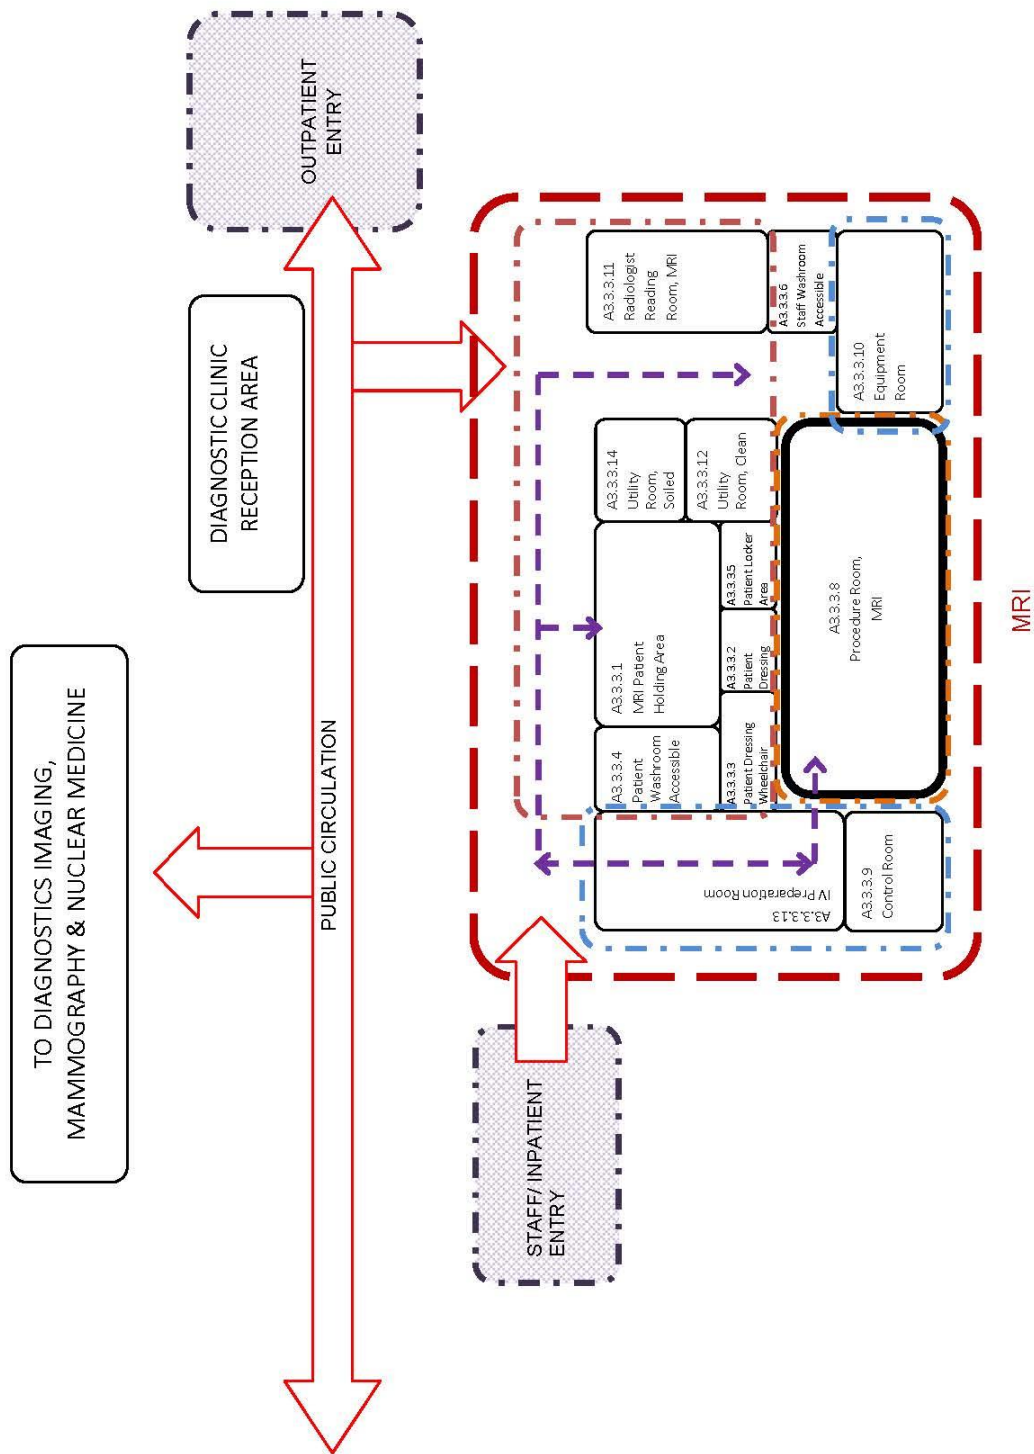 TO DIAGNOSTICS IMAGING,
MAMMOGRAPHY & NUCLEAR MEDICINE
DIAGNOSTIC CLINIC
RECEPTION AREA
OUTPATIENT
ENTRY
PUBLIC CIRCULATION
STAFF/ INPATIENT
ENTRY
A3.3.3.13
IV Preparation Room
A3.3.3.9
Control Room
A3.3.3.4
Patient
Washroom
Accessible
A3.3.3.1
MRI Patient
Holding Area
A3.3.3.14
Utility
Room,
Soiled
A3.3.3.12
Utility
Room, Clean
A3.3.3.3
Patient Dressing
Wheelchair
A3.3.3.2
Patient
Dressing
A3.3.3.5
Patient Locker
Area
A3.3.3.11
Radiologist
Reading
Room, MRI
A3.3.3.6
Staff Washroom
Accessible
A3.3.3.10
Equipment
Room
A3.3.3.8
Procedure Room,
MRI
MRI